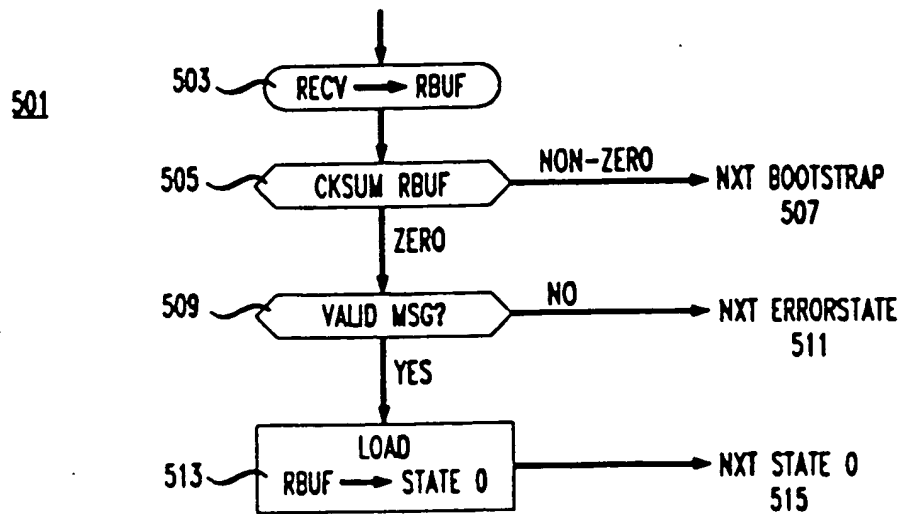 501
503 RECV → RBUF
505 CKSUM RBUF NON-ZERO NXT BOOTSTRAP
507
ZERO
509 VALID MSG? NO NXT ERRORSTATE
511
YES
LOAD
513 RBUF → STATE 0 NXT STATE 0
515